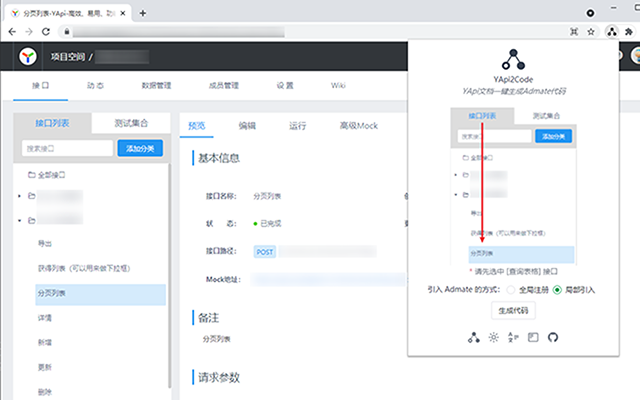 分页列表-YApi-高效、易用、功
项目空间 /
接 口
动 态
数据管理
成员管理
设 置
Wiki
接口列表
测试集合
搜索接口
添加分类
全部接口
导出
获得列表（可以用来做下拉框）
分页列表
详情
新增
更新
删除
预览
编辑
运行
高级Mock
基本信息
接口名称：
分页列表
状　　态：
已完成
接口路径：
POST
Mock地址：
备注
分页列表
请求参数
YApi2Code
YApi文档一键生成Admate代码
接口列表
测试集合
搜索接口
添加分类
全部接口
导出
获得列表（可以用来做下拉框）
分页列表
* 请先选中 [查询表格] 接口
引入 Admate 的方式：
全局注册
局部引入
生成代码